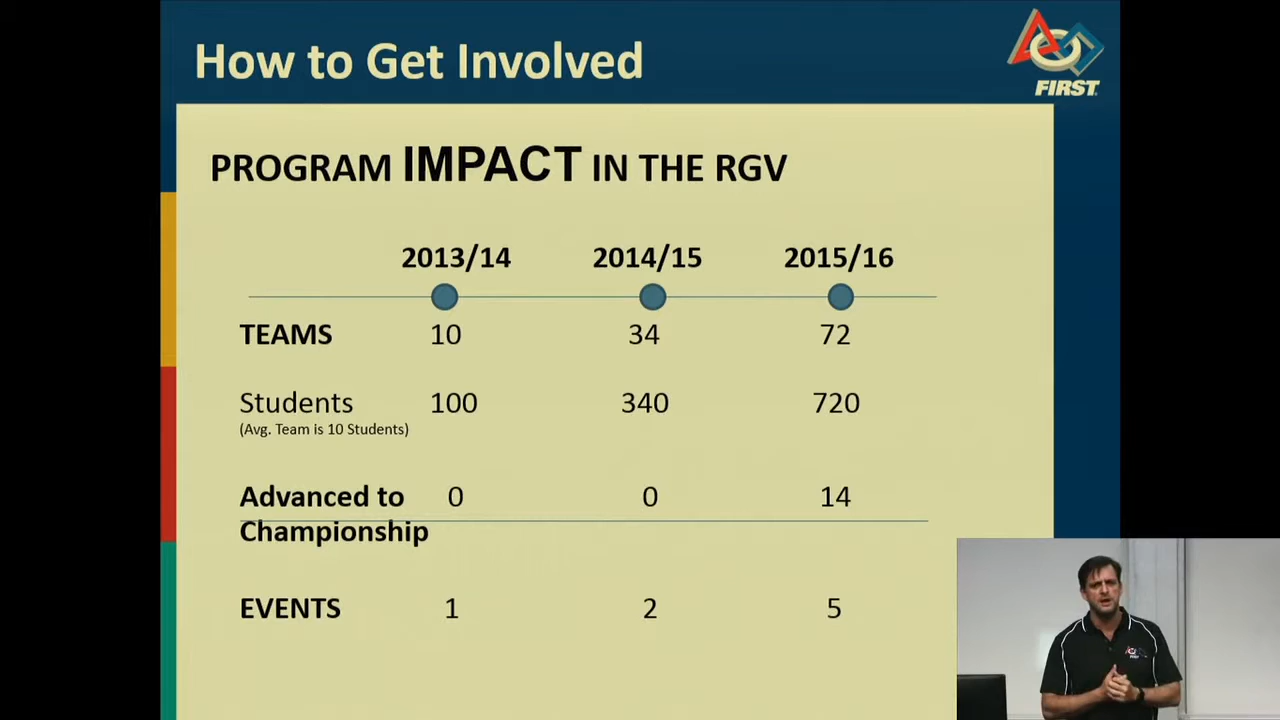 How to Get Involved
FIRST
PROGRAM IMPACT IN THE RGV
2013/14 2014/15 2015/16
TEAMS 10 34 72
Students 100 340 720
(Avg. Team is 10 Students)
Advanced to 0 0 14
Championship
EVENTS 1 2 5
FIRST